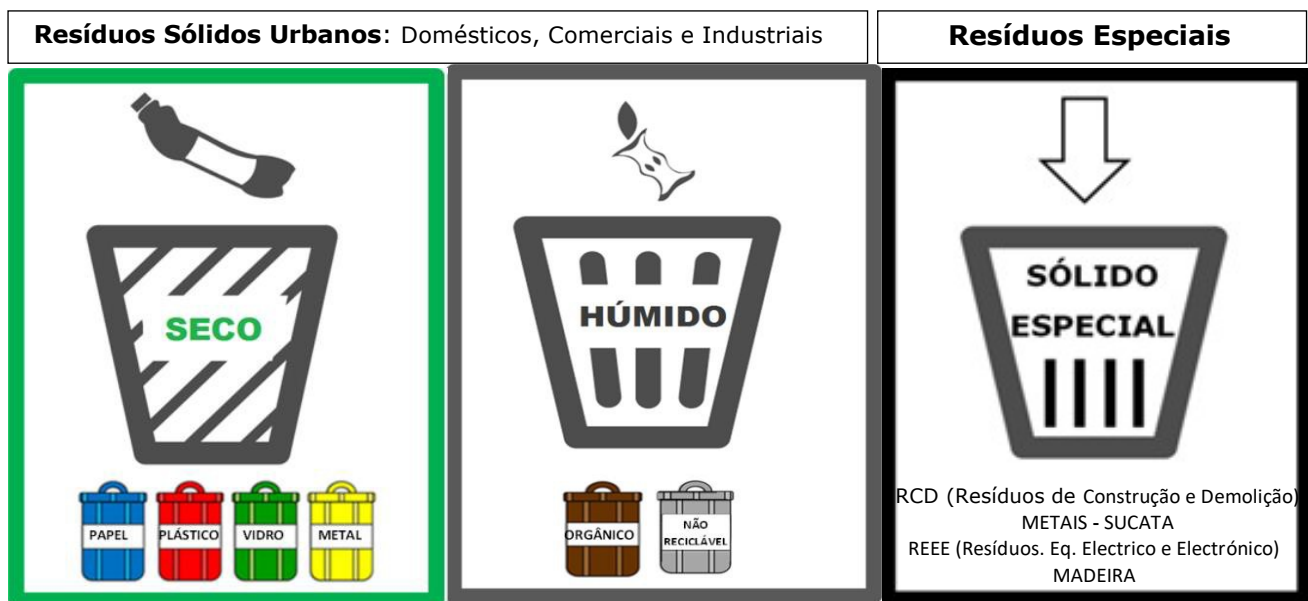 Resíduos Sólidos Urbanos: Domésticos, Comerciais e Industriais
Resíduos Especiais
SECO
PAPEL
PLÁSTICO
VIDRO
METAL
HÚMIDO
ORGÂNICO
NÃO
RECICLÁVEL
SÓLIDO
ESPECIAL
RCD (Resíduos de Construção e Demolição)
METAIS - SUCATA
REEE (Resíduos. Eq. Electrico e Electrónico)
MADEIRA